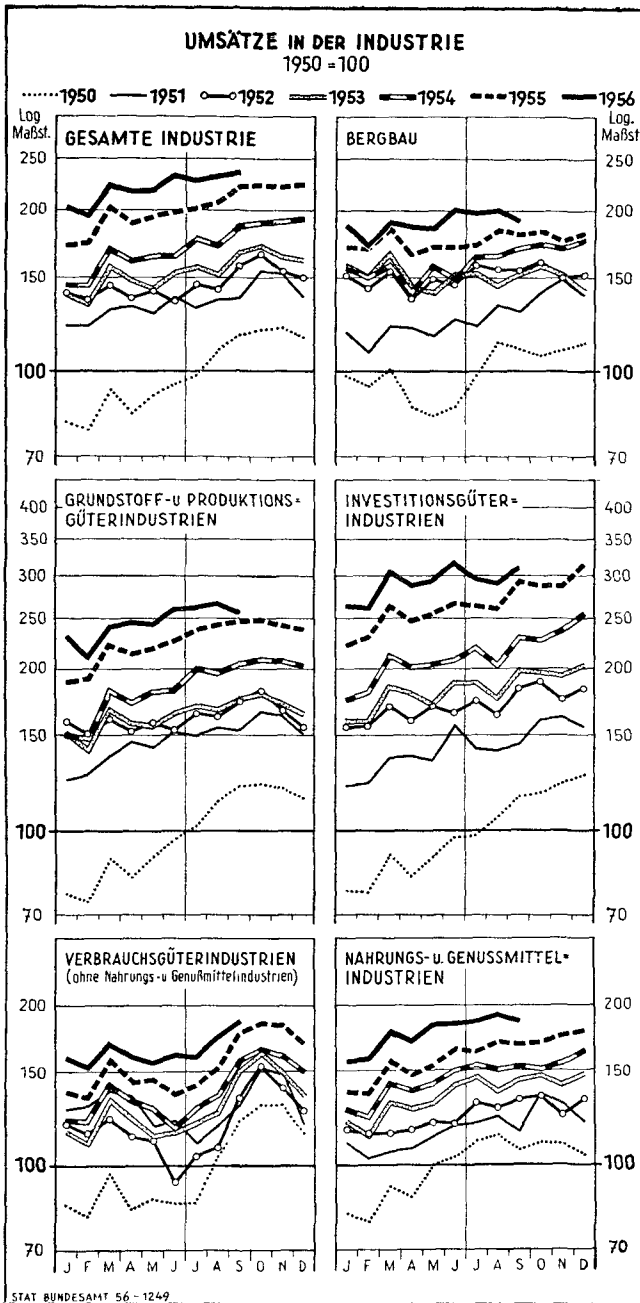 UMSÄTZE IN DER INDUSTRIE
1950 =100
1950 1951 1952 1953 1954 1955 1956
Log Maßst.
Log. Maßst
GESAMTE INDUSTRIE
250
200
150
100
70
BERGBAU
250
200
150
100
70
GRUNDSTOFF-U PRODUKTIONS=
GÜTERINDUSTRIEN
400
350
300
250
200
150
100
70
INVESTITIONSGÜTER=
INDUSTRIEN
400
350
300
250
200
150
100
70
VERBRAUCHSGÜTERINDUSTRIEN
(ohne Nahrungs-u Genußmittelindustrien)
200
150
100
70
J F M A M J J A S O N D
NAHRUNGS-U. GENUSSMITTEL=
INDUSTRIEN
200
150
100
70
J F M A M J J A S O N D
STAT BUNDESAMT 56-1249